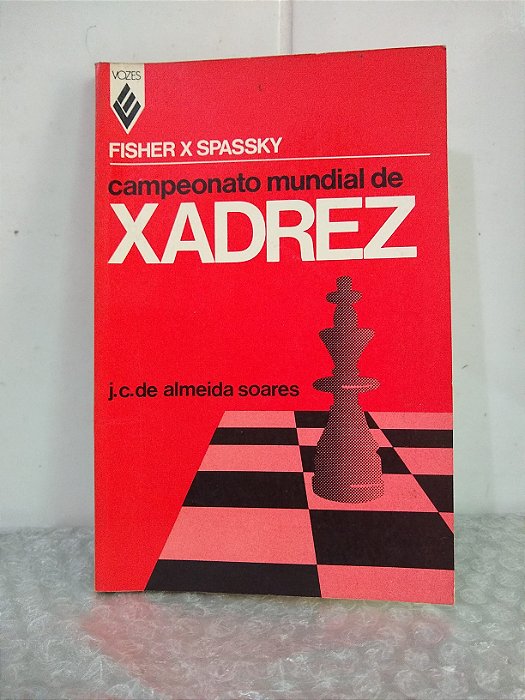 VOZES
FISHER X SPASSKY
campeonato mundial de
XADREZ
j.c.de almeida soares